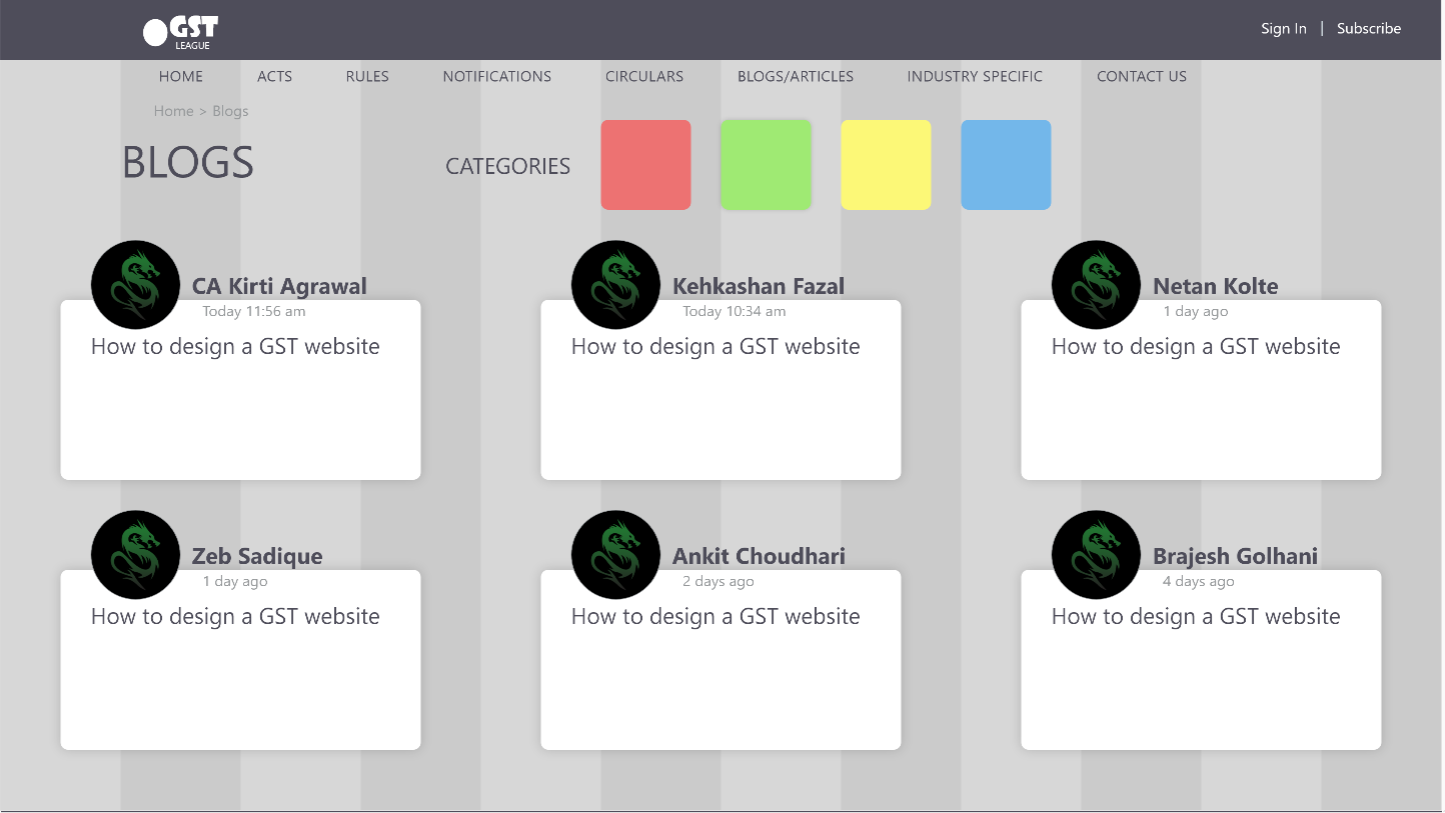 GST
LEAGUE
Sign In | Subscribe
HOME ACTS RULES NOTIFICATIONS CIRCULARS BLOGS/ARTICLES INDUSTRY SPECIFIC CONTACT US
Home > Blogs
BLOGS
CATEGORIES
CA Kirti Agrawal
Today 11:56 am
How to design a GST website
Kehkashan Fazal
Today 10:34 am
How to design a GST website
Netan Kolte
1 day ago
How to design a GST website
Zeb Sadique
1 day ago
How to design a GST website
Ankit Choudhari
2 days ago
How to design a GST website
Brajesh Golhani
4 days ago
How to design a GST website